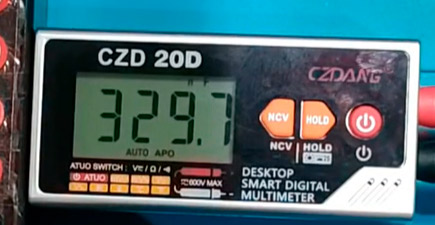 CZD 20D
CZDANG
n F
329.7
AUTO APO
NCV
HOLD
NCV
HOLD
ATUO SWITCH: V≂ / Ω /
ATUO
600V MAX
DESKTOP
SMART DIGITAL
MULTIMETER